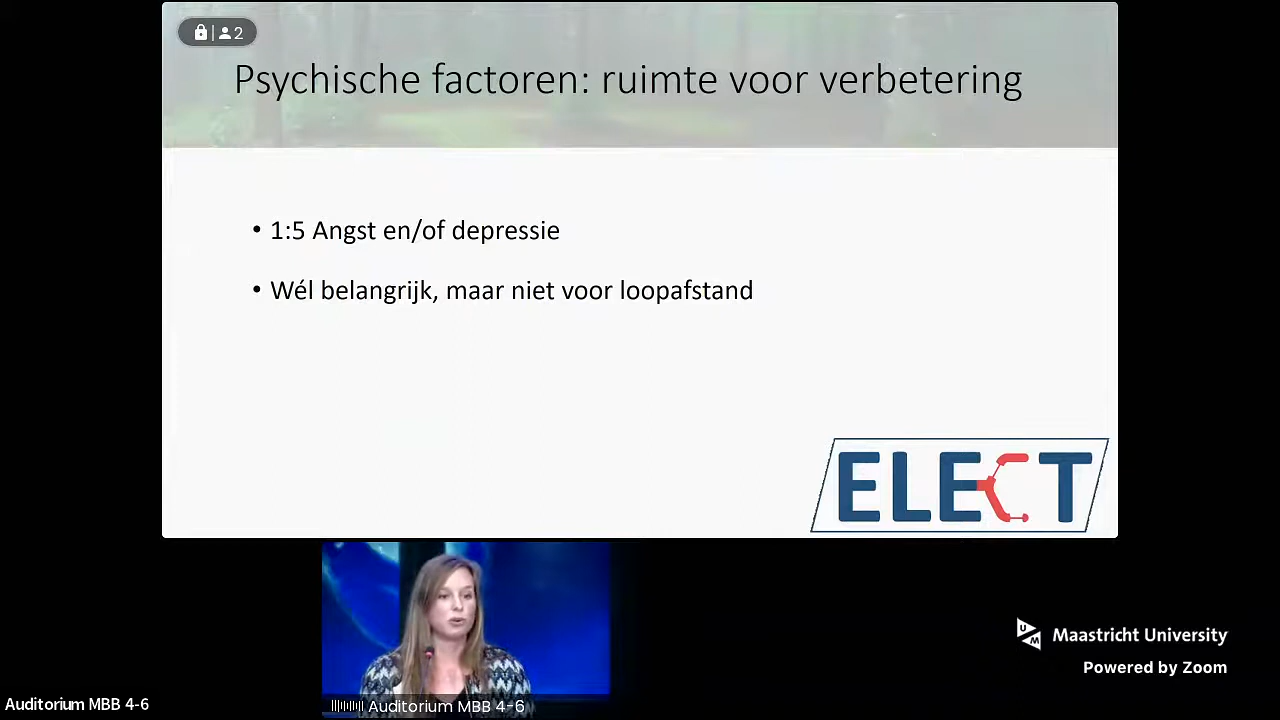 2
Psychische factoren: ruimte voor verbetering
• 1:5 Angst en/of depressie
• Wél belangrijk, maar niet voor loopafstand
ELECT
UM
Maastricht University
Powered by Zoom
Auditorium MBB 4-6
Auditorium MBB 4-6